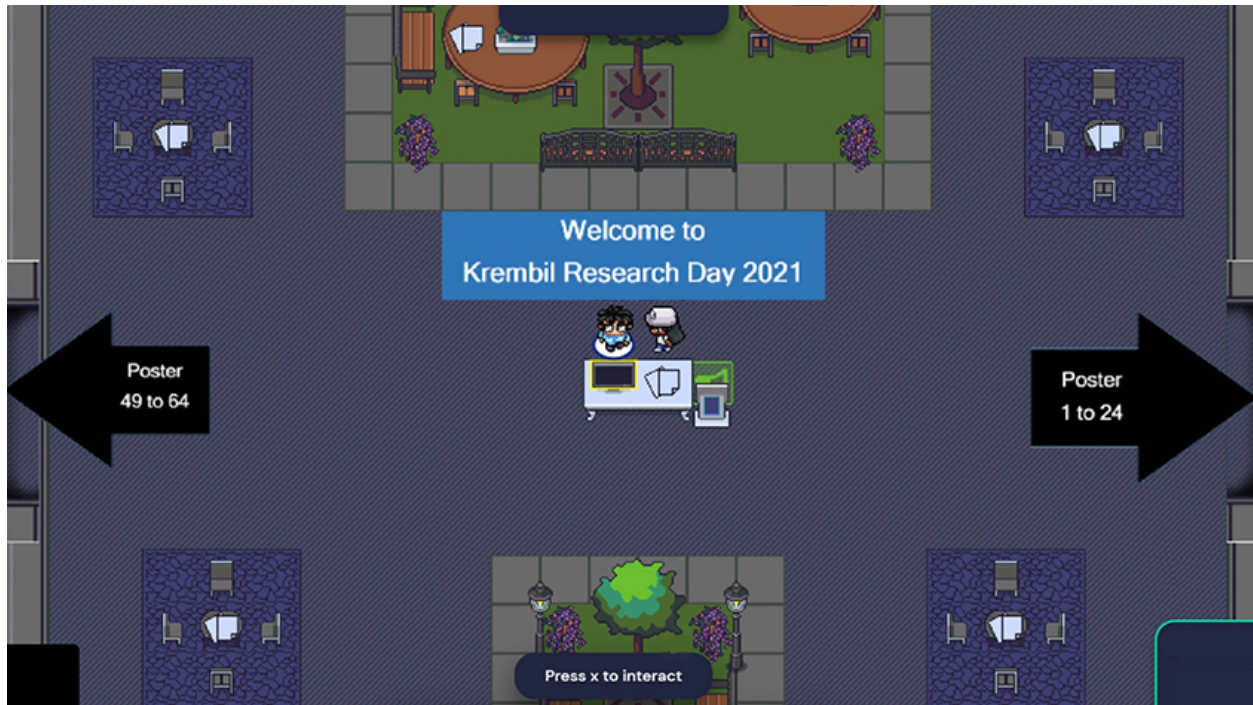 Welcome to
Krembil Research Day 2021
Poster
49 to 64
Poster
1 to 24
Press x to interact